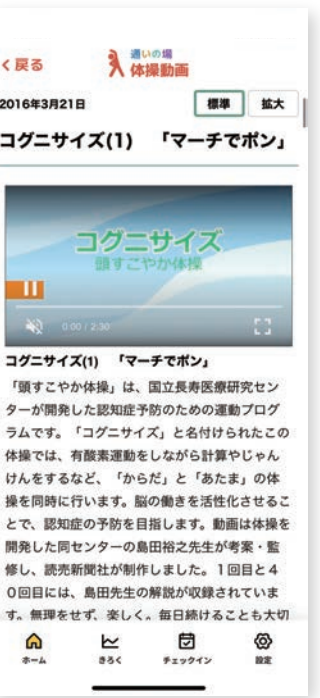 く戻る
通いの場
体操動画
2016年3月21日
標準
拡大
コグニサイズ(1)　「マーチでポン」
コグニサイズ
頭すこやか体操
0:00 / 2:30
コグニサイズ(1)　「マーチでポン」
「頭すこやか体操」は、国立長寿医療研究セン
ターが開発した認知症予防のための運動プログ
ラムです。「コグニサイズ」と名付けられたこの
体操では、有酸素運動をしながら計算やじゃん
けんをするなど、「からだ」と「あたま」の体
操を同時に行います。脳の働きを活性化させるこ
とで、認知症の予防を目指します。動画は体操を
開発した同センターの島田裕之先生が考案・監
修し、読売新聞社が制作しました。1回目と4
0回目には、島田先生の解説が収録されていま
す。無理をせず、楽しく。毎日続けることも大切
ホーム
きろく
チェックイン
設定